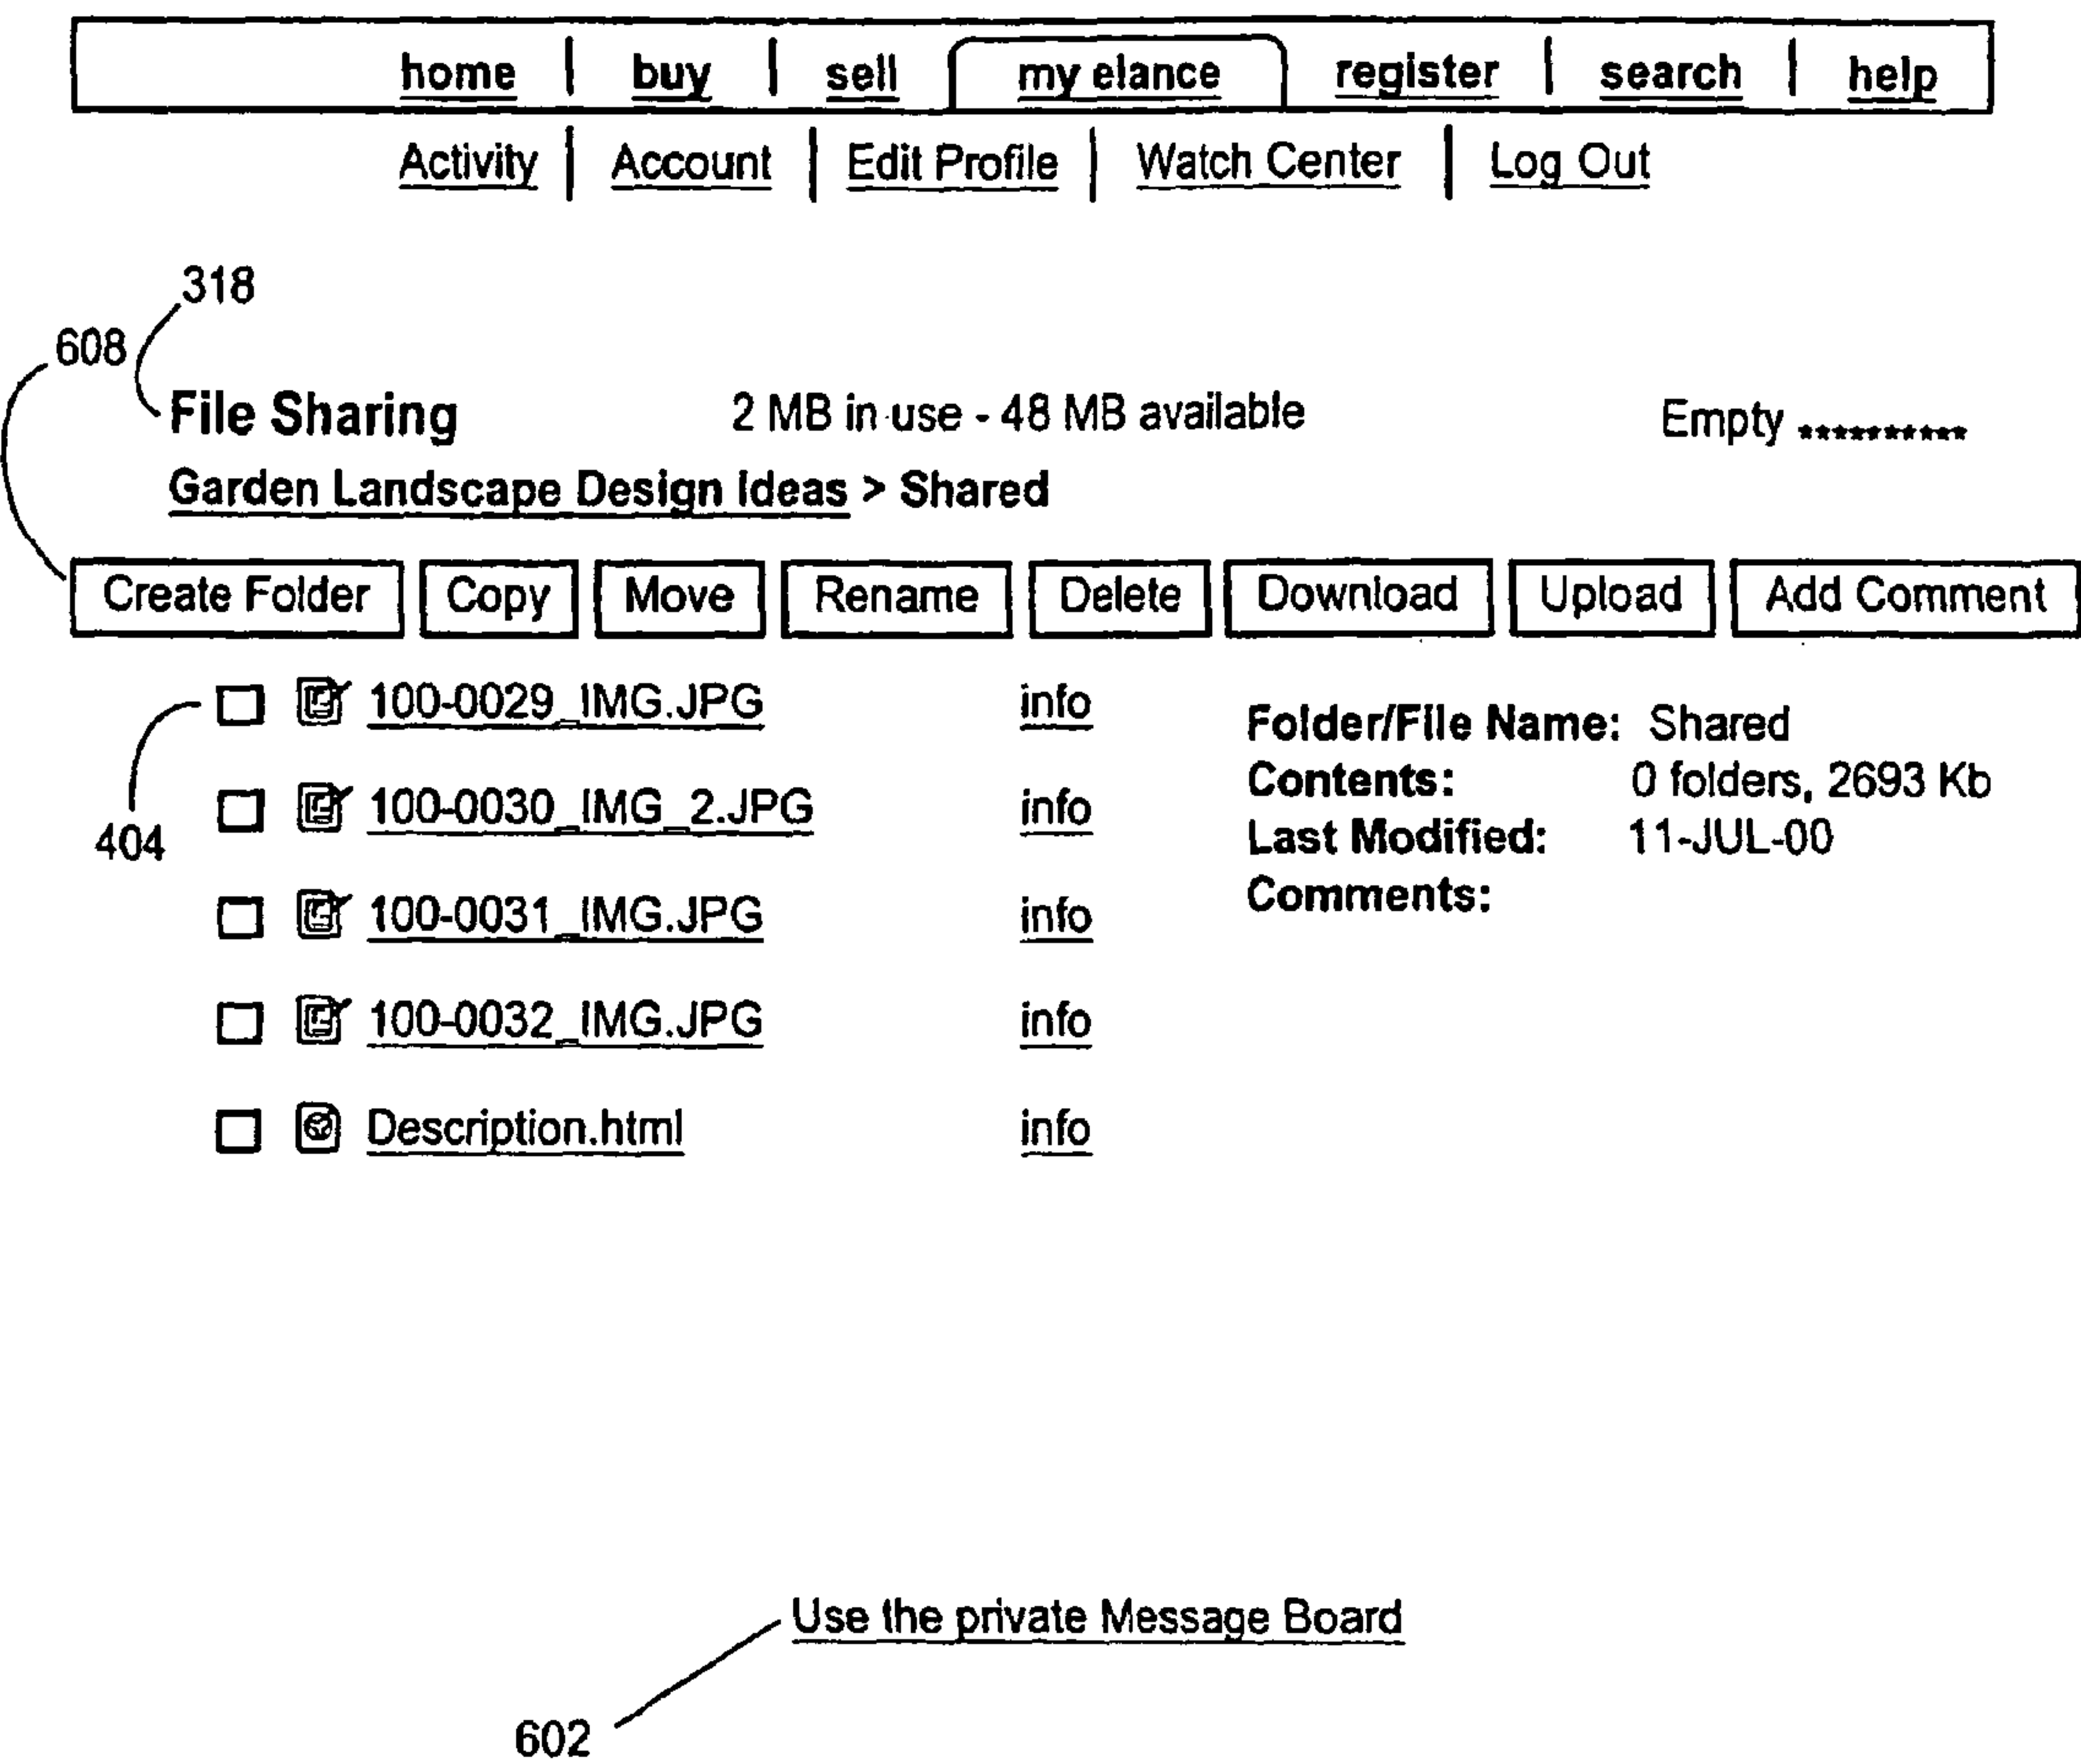 home | buy | sell my elance register | search | help
Activity | Account | Edit Profile | Watch Center | Log Out
318
608
File Sharing 2 MB in use - 48 MB available Empty **********
Garden Landscape Design Ideas > Shared
Create Folder Copy Move Rename Delete Download Upload Add Comment
100-0029_IMG.JPG info Folder/File Name: Shared
Contents: 0 folders, 2693 Kb
404 100-0030_IMG_2.JPG info Last Modified: 11-JUL-00
100-0031_IMG.JPG info Comments:
100-0032_IMG.JPG info
Description.html info
Use the private Message Board
602